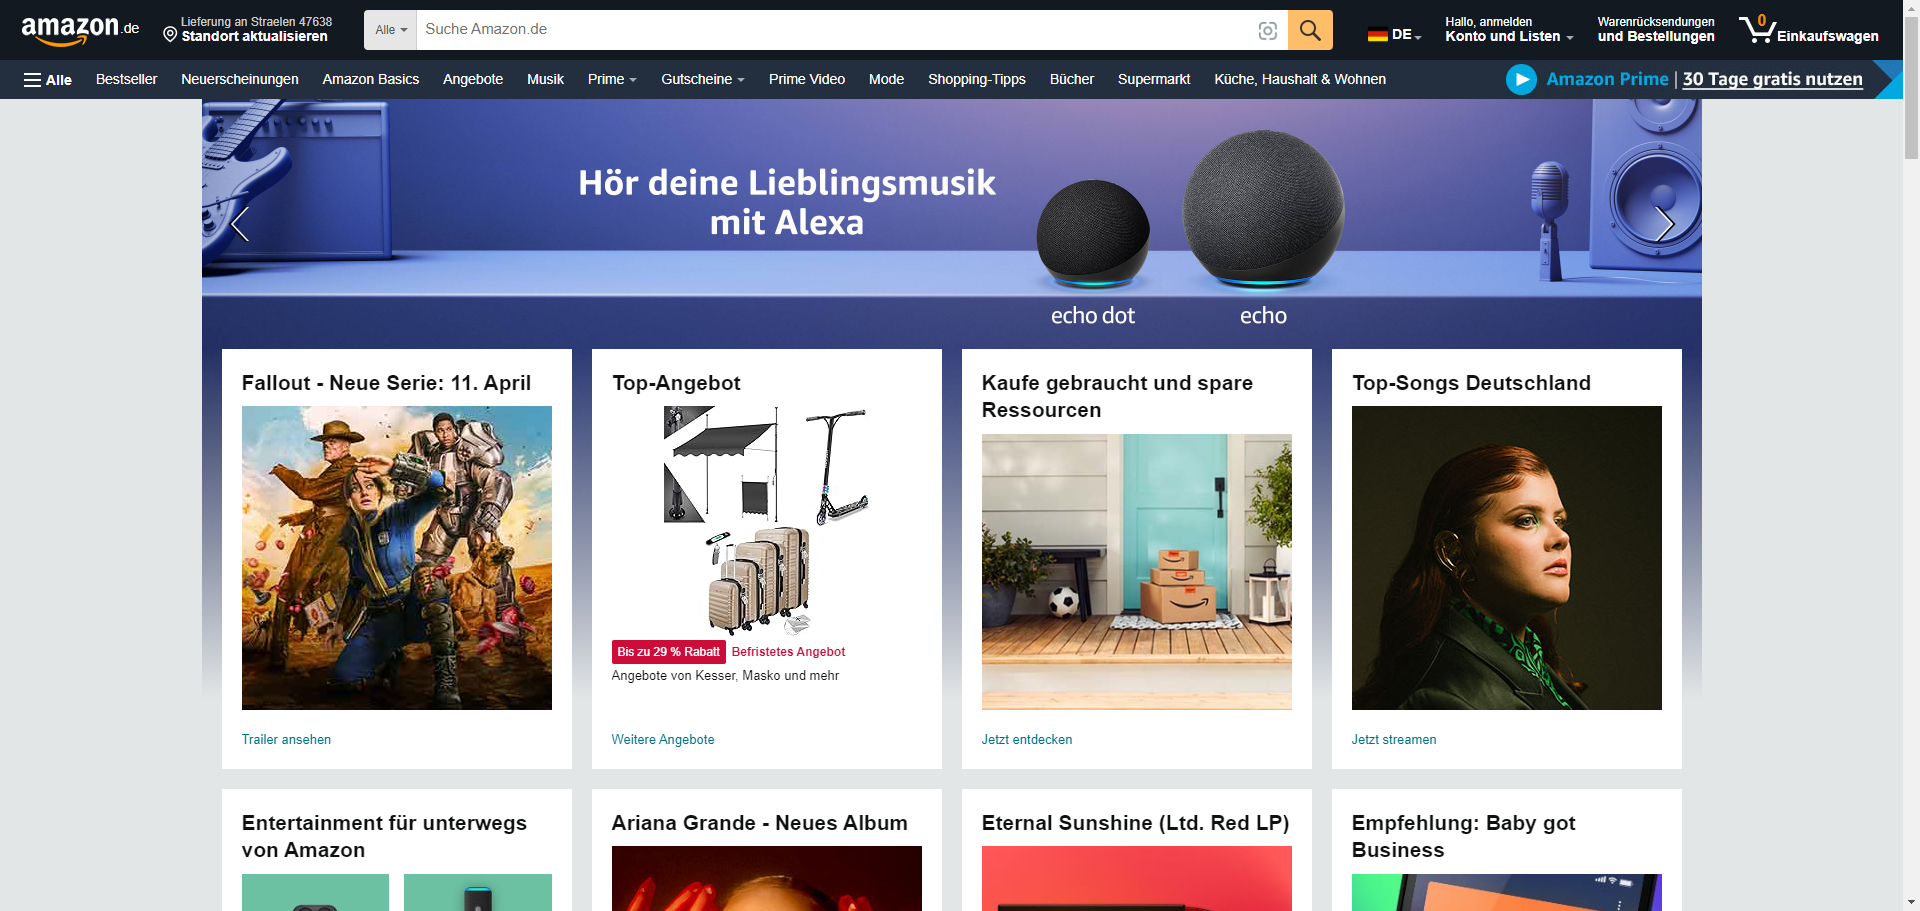 amazon.de
Lieferung an Straelen 47638
Standort aktualisieren
Alle
Suche Amazon.de
DE
Hallo, anmelden
Konto und Listen
Warenrücksendungen
und Bestellungen
0
Einkaufswagen
Alle
Bestseller
Neuerscheinungen
Amazon Basics
Angebote
Musik
Prime
Gutscheine
Prime Video
Mode
Shopping-Tipps
Bücher
Supermarkt
Küche, Haushalt & Wohnen
Amazon Prime | 30 Tage gratis nutzen
Hör deine Lieblingsmusik
mit Alexa
echo dot
echo
Fallout - Neue Serie: 11. April
Trailer ansehen
Top-Angebot
Bis zu 29 % Rabatt
Befristetes Angebot
Angebote von Kesser, Masko und mehr
Weitere Angebote
Kaufe gebraucht und spare
Ressourcen
Jetzt entdecken
Top-Songs Deutschland
Jetzt streamen
Entertainment für unterwegs
von Amazon
Ariana Grande - Neues Album
Eternal Sunshine (Ltd. Red LP)
Empfehlung: Baby got
Business